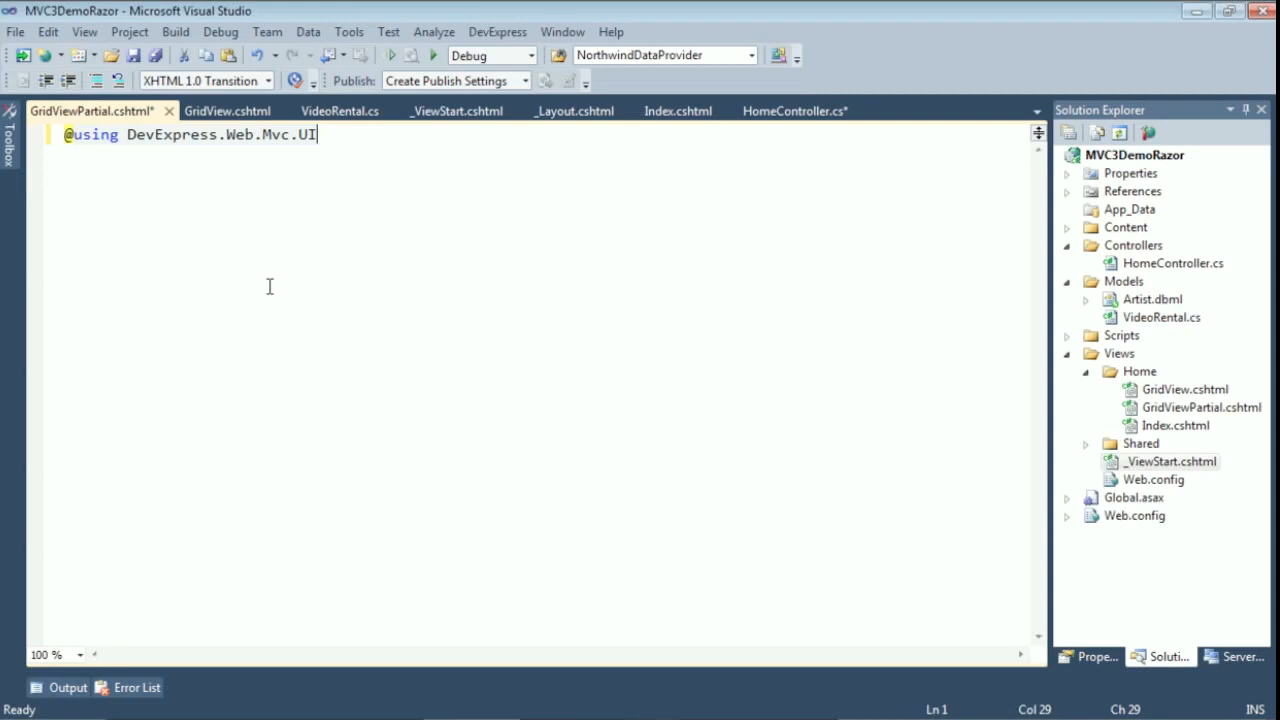 MVC3DemoRazor - Microsoft Visual Studio
File Edit View Project Build Debug Team Data Tools Test Analyze DevExpress Window Help
Debug NorthwindDataProvider
XHTML 1.0 Transition Publish: Create Publish Settings
GridViewPartial.cshtml* GridView.cshtml VideoRental.cs _ViewStart.cshtml _Layout.cshtml Index.cshtml HomeController.cs*
Toolbox
@using DevExpress.Web.Mvc.UI
100 %
Solution Explorer
MVC3DemoRazor
Properties
References
App_Data
Content
Controllers
HomeController.cs
Models
Artist.dbml
VideoRental.cs
Scripts
Views
Home
GridView.cshtml
GridViewPartial.cshtml
Index.cshtml
Shared
_ViewStart.cshtml
Web.config
Global.asax
Web.config
Prope... Soluti... Server...
Output Error List
Ready Ln 1 Col 29 Ch 29 INS